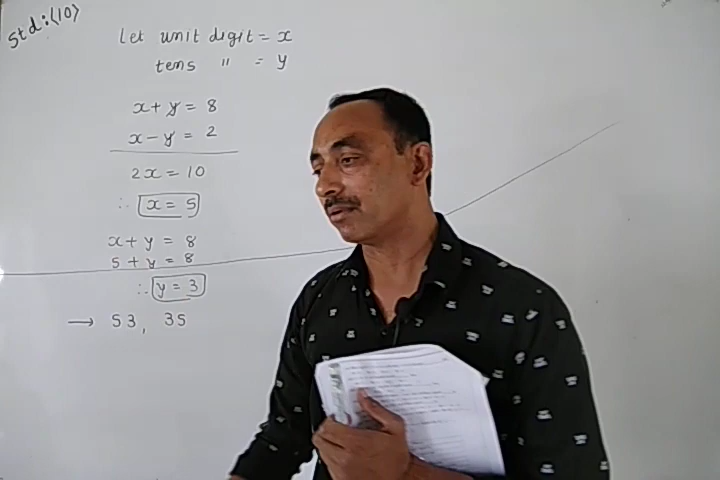 Std:(10)
Let unit digit = x
tens " = y
x + y = 8
x - y = 2
2x = 10
∴ x = 5
x + y = 8
5 + y = 8
∴ y = 3
→ 53, 35